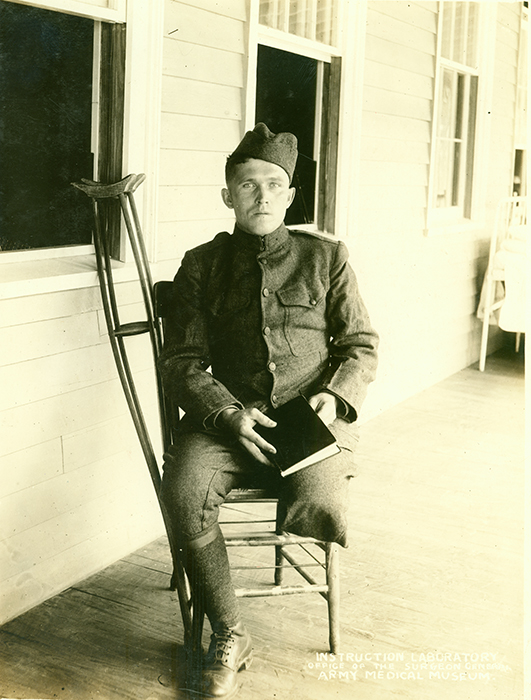 INSTRUCTION LABORATORY
OFFICE OF THE SURGEON GENERAL
ARMY MEDICAL MUSEUM.